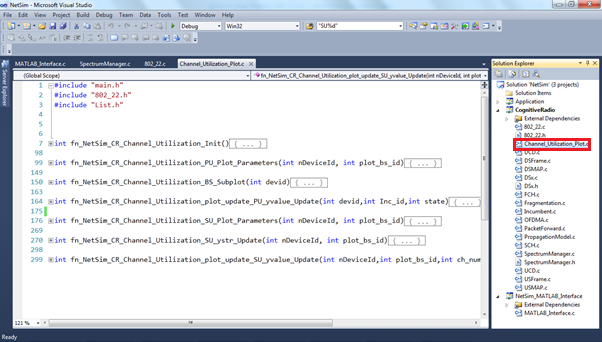 NetSim - Microsoft Visual Studio
File Edit View Project Build Debug Team Data Tools Test Window Help
Debug Win32 "SU%d"
Server Explorer
MATLAB_Interface.c SpectrumManager.c 802_22.c Channel_Utilization_Plot.c
(Global Scope) fn_NetSim_CR_Channel_Utilization_plot_update_SU_yvalue_Update(int nDeviceId, int plot
1 #include "main.h"
2 #include "802_22.h"
3 #include "List.h"
6
7 int fn_NetSim_CR_Channel_Utilization_Init(){ ... }
99 int fn_NetSim_CR_Channel_Utilization_PU_Plot_Parameters(int nDeviceId, int plot_bs_id){ ... }
149
150 int fn_NetSim_CR_Channel_Utilization_BS_Subplot(int devid){ ... }
163
164 int fn_NetSim_CR_Channel_Utilization_plot_update_PU_yvalue_Update(int devid,int Inc_id,int state){ ... }
175
176 int fn_NetSim_CR_Channel_Utilization_SU_Plot_Parameters(int nDeviceId, int plot_bs_id){ ... }
270 int fn_NetSim_CR_Channel_Utilization_SU_ystr_Update(int nDeviceId, int plot_bs_id){ ... }
299 int fn_NetSim_CR_Channel_Utilization_plot_update_SU_yvalue_Update(int nDeviceId,int plot_bs_id,int ch_num
121 %
Solution Explorer
Solution 'NetSim' (3 projects)
Solution Items
Application
CognitiveRadio
External Dependencies
802_22.c
802_22.h
Channel_Utilization_Plot.c
DCD.c
DSFrame.c
DSMAP.c
DSx.c
DSx.h
FCH.c
Fragmentation.c
Incumbent.c
OFDMA.c
PacketForward.c
PropagationModel.c
SCH.c
SpectrumManager.c
SpectrumManager.h
UCD.c
USFrame.c
USMAP.c
NetSim_MATLAB_Interface
External Dependencies
MATLAB_Interface.c
Ready